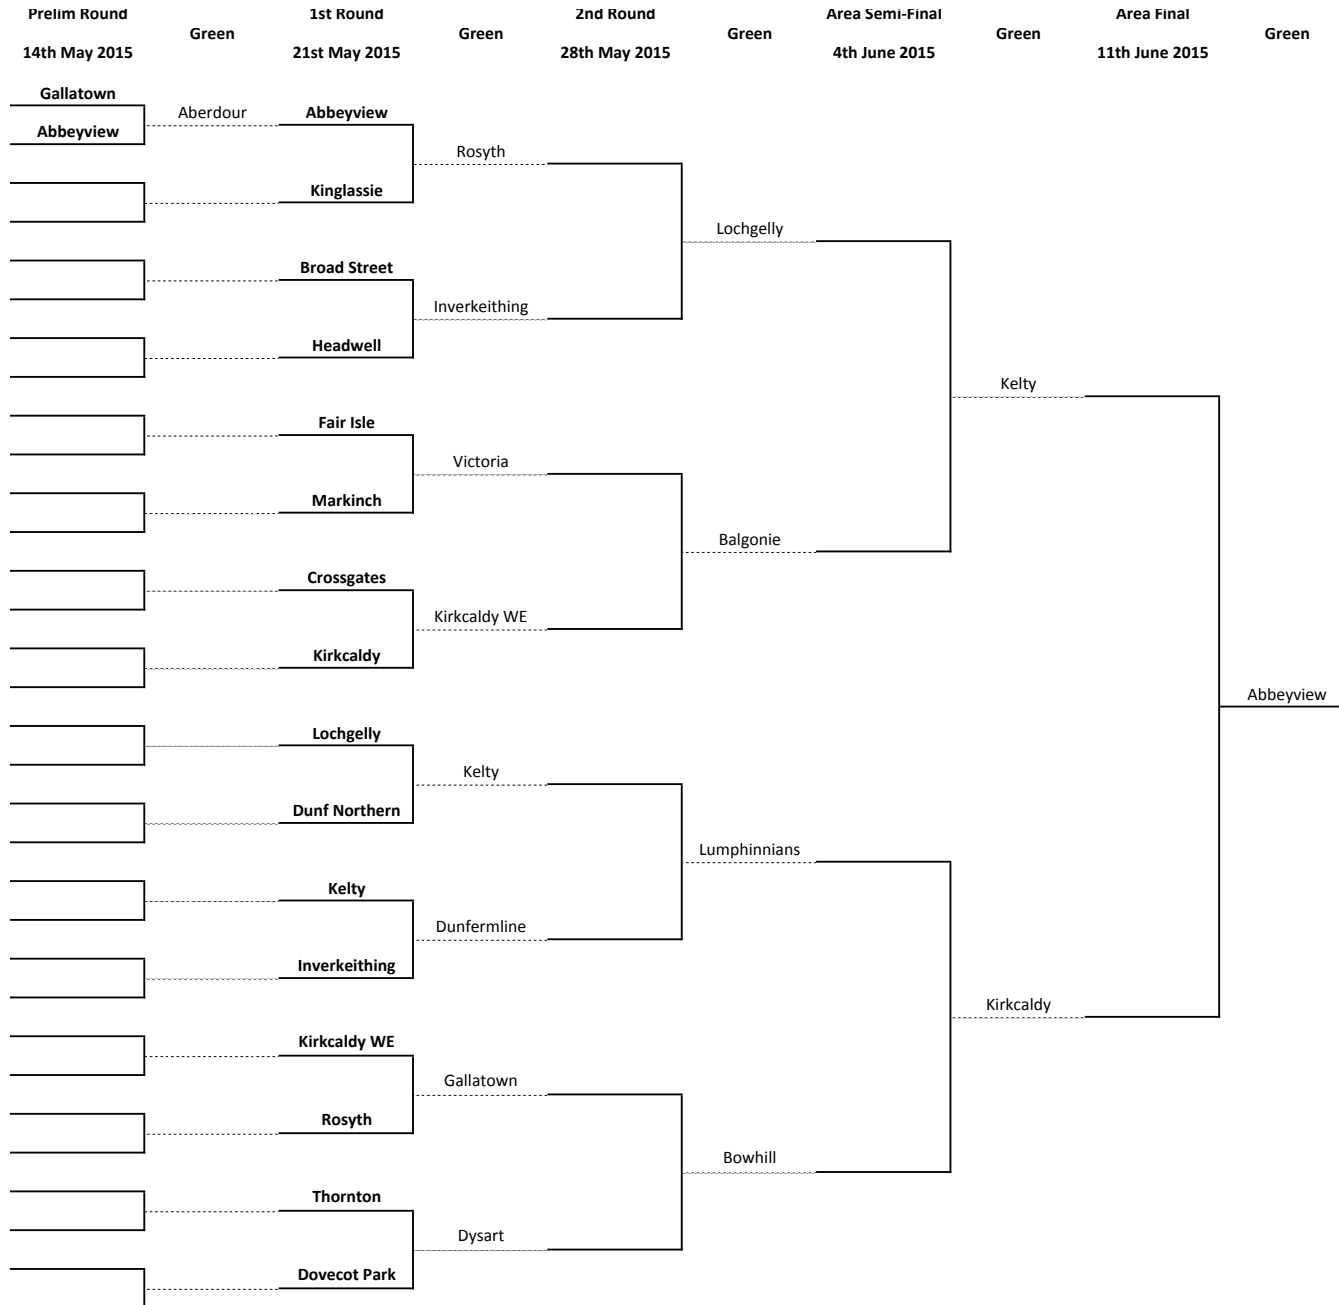 Prelim Round
1st Round
2nd Round
Area Semi-Final
Area Final
Green
Green
Green
Green
Green
14th May 2015
21st May 2015
28th May 2015
4th June 2015
11th June 2015
Gallatown
Aberdour
Abbeyview
Abbeyview
Rosyth
Kinglassie
Lochgelly
Broad Street
Inverkeithing
Headwell
Kelty
Fair Isle
Victoria
Markinch
Balgonie
Crossgates
Kirkcaldy WE
Kirkcaldy
Abbeyview
Lochgelly
Kelty
Dunf Northern
Lumphinnians
Kelty
Dunfermline
Inverkeithing
Kirkcaldy
Kirkcaldy WE
Gallatown
Rosyth
Bowhill
Thornton
Dysart
Dovecot Park